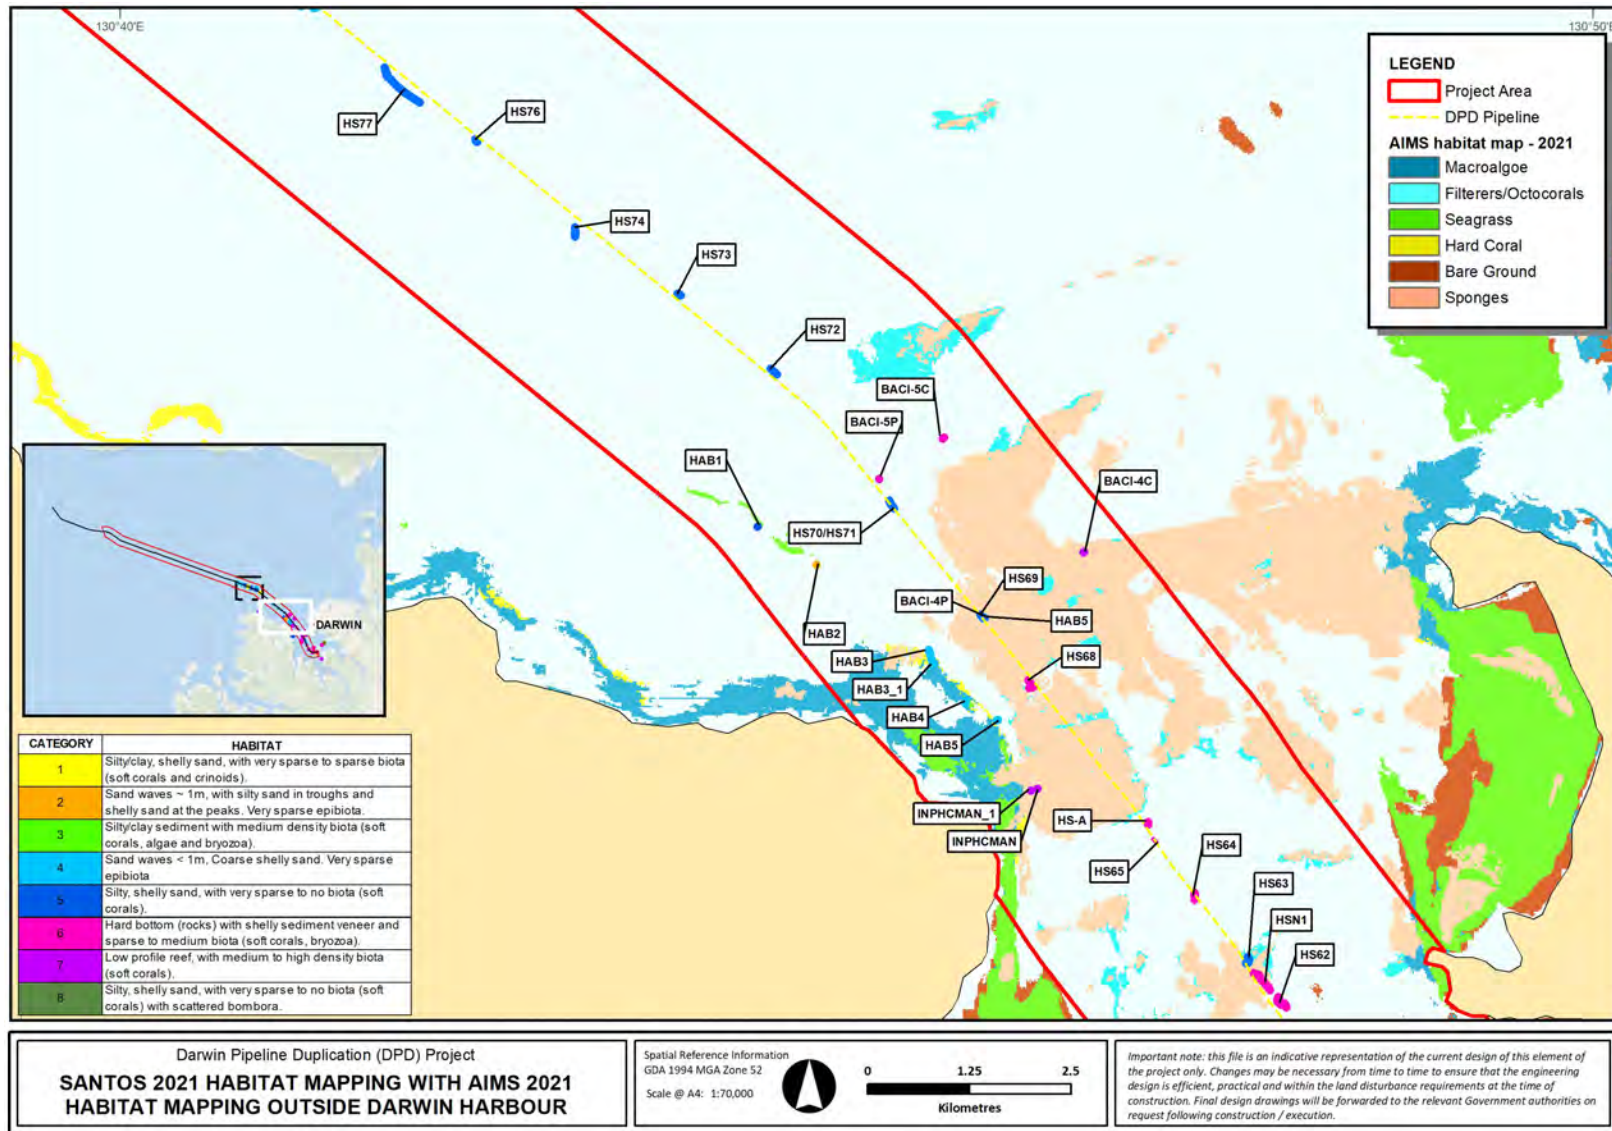 130°40'E
130°50'E
LEGEND
Project Area
DPD Pipeline
AIMS habitat map - 2021
Macroalgoe
Filterers/Octocorals
Seagrass
Hard Coral
Bare Ground
Sponges
HS77
HS76
HS74
HS73
HS72
BACI-5C
BACI-5P
HAB1
BACI-4C
HS70/HS71
HS69
BACI-4P
HAB5
HAB2
HAB3
HS68
HAB3_1
HAB4
HAB5
INPHCMAN_1
INPHCMAN
HS-A
HS65
HS64
HS63
HSN1
HS62
DARWIN
CATEGORY HABITAT
1 Silty/clay, shelly sand, with very sparse to sparse biota
(soft corals and crinoids).
2 Sand waves ~ 1m, with silty sand in troughs and
shelly sand at the peaks. Very sparse epibiota.
3 Silty/clay sediment with medium density biota (soft
corals, algae and bryozoa).
4 Sand waves < 1m, Coarse shelly sand. Very sparse
epibiota
5 Silty, shelly sand, with very sparse to no biota (soft
corals).
6 Hard bottom (rocks) with shelly sediment veneer and
sparse to medium biota (soft corals, bryozoa).
7 Low profile reef, with medium to high density biota
(soft corals).
8 Silty, shelly sand, with very sparse to no biota (soft
corals) with scattered bombora.
Darwin Pipeline Duplication (DPD) Project
SANTOS 2021 HABITAT MAPPING WITH AIMS 2021
HABITAT MAPPING OUTSIDE DARWIN HARBOUR
Spatial Reference Information
GDA 1994 MGA Zone 52
Scale @ A4: 1:70,000
0 1.25 2.5
Kilometres
Important note: this file is an indicative representation of the current design of this element of
the project only. Changes may be necessary from time to time to ensure that the engineering
design is efficient, practical and within the land disturbance requirements at the time of
construction. Final design drawings will be forwarded to the relevant Government authorities on
request following construction / execution.